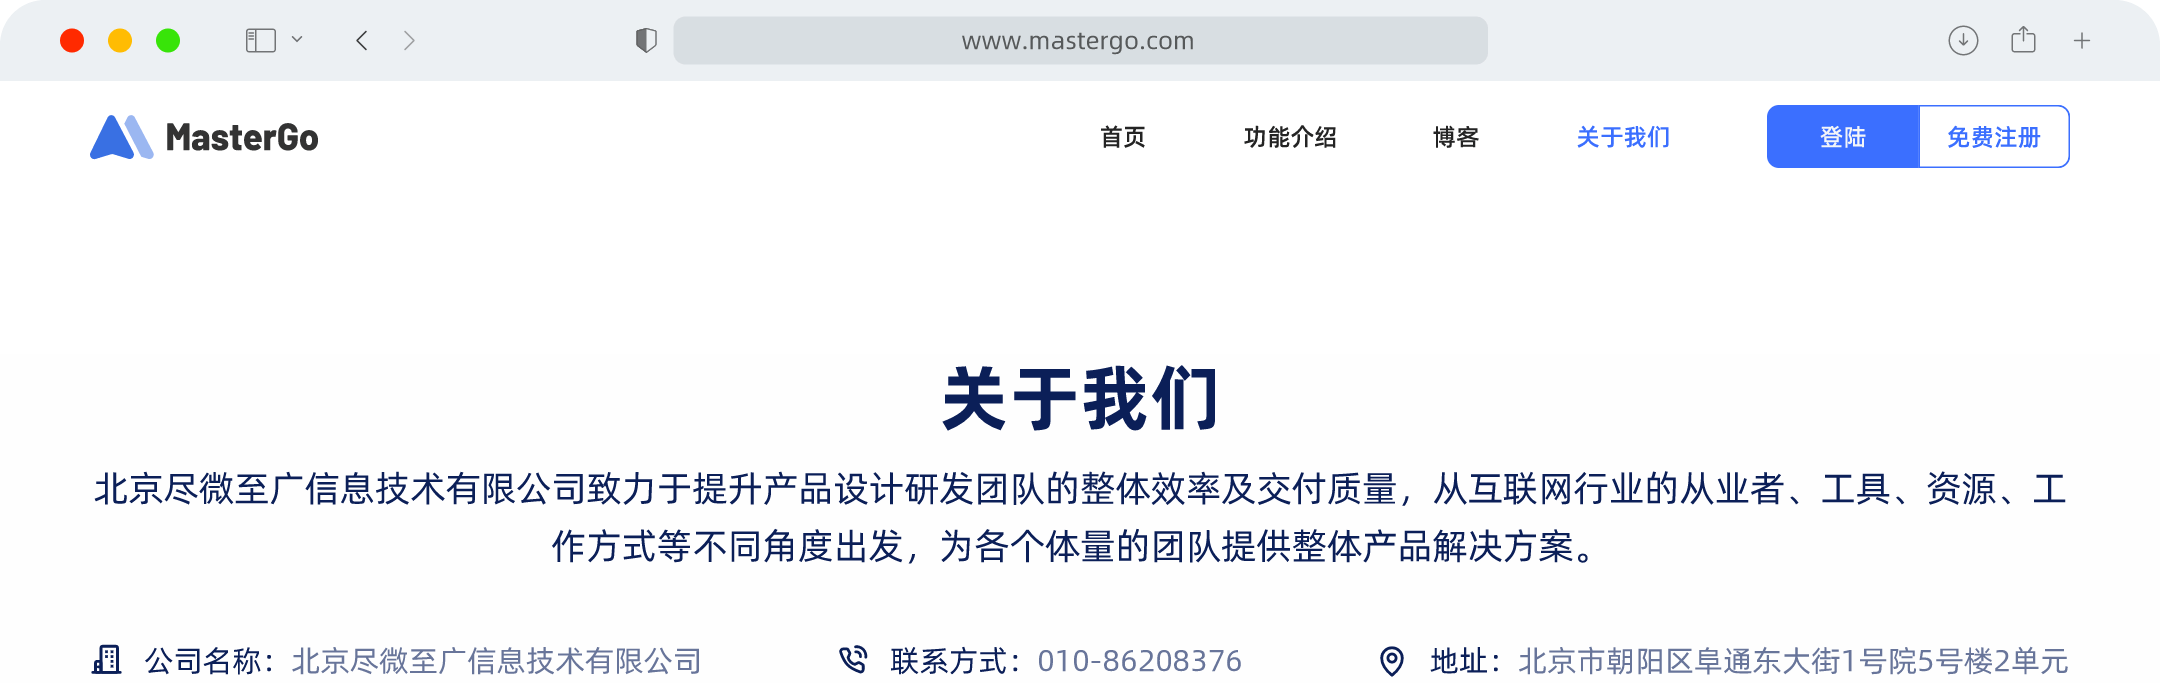 www.mastergo.com
MasterGo
首页 功能介绍 博客 关于我们 登陆 免费注册
关于我们
北京尽微至广信息技术有限公司致力于提升产品设计研发团队的整体效率及交付质量，从互联网行业的从业者、工具、资源、工
作方式等不同角度出发，为各个体量的团队提供整体产品解决方案。
公司名称：北京尽微至广信息技术有限公司 联系方式：010-86208376 地址：北京市朝阳区阜通东大街1号院5号楼2单元